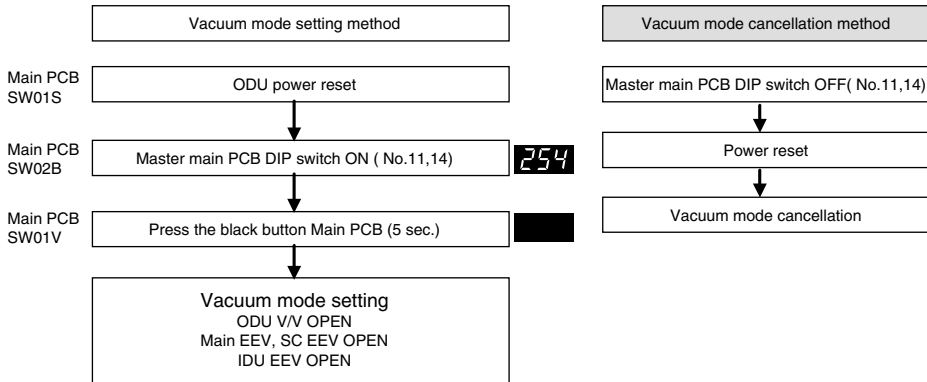 Vacuum mode setting method
Main PCB
SW01S
ODU power reset
Main PCB
SW02B
Master main PCB DIP switch ON ( No.11,14)
254
Main PCB
SW01V
Press the black button Main PCB (5 sec.)
Vacuum mode setting
ODU V/V OPEN
Main EEV, SC EEV OPEN
IDU EEV OPEN
Vacuum mode cancellation method
Master main PCB DIP switch OFF( No.11,14)
Power reset
Vacuum mode cancellation